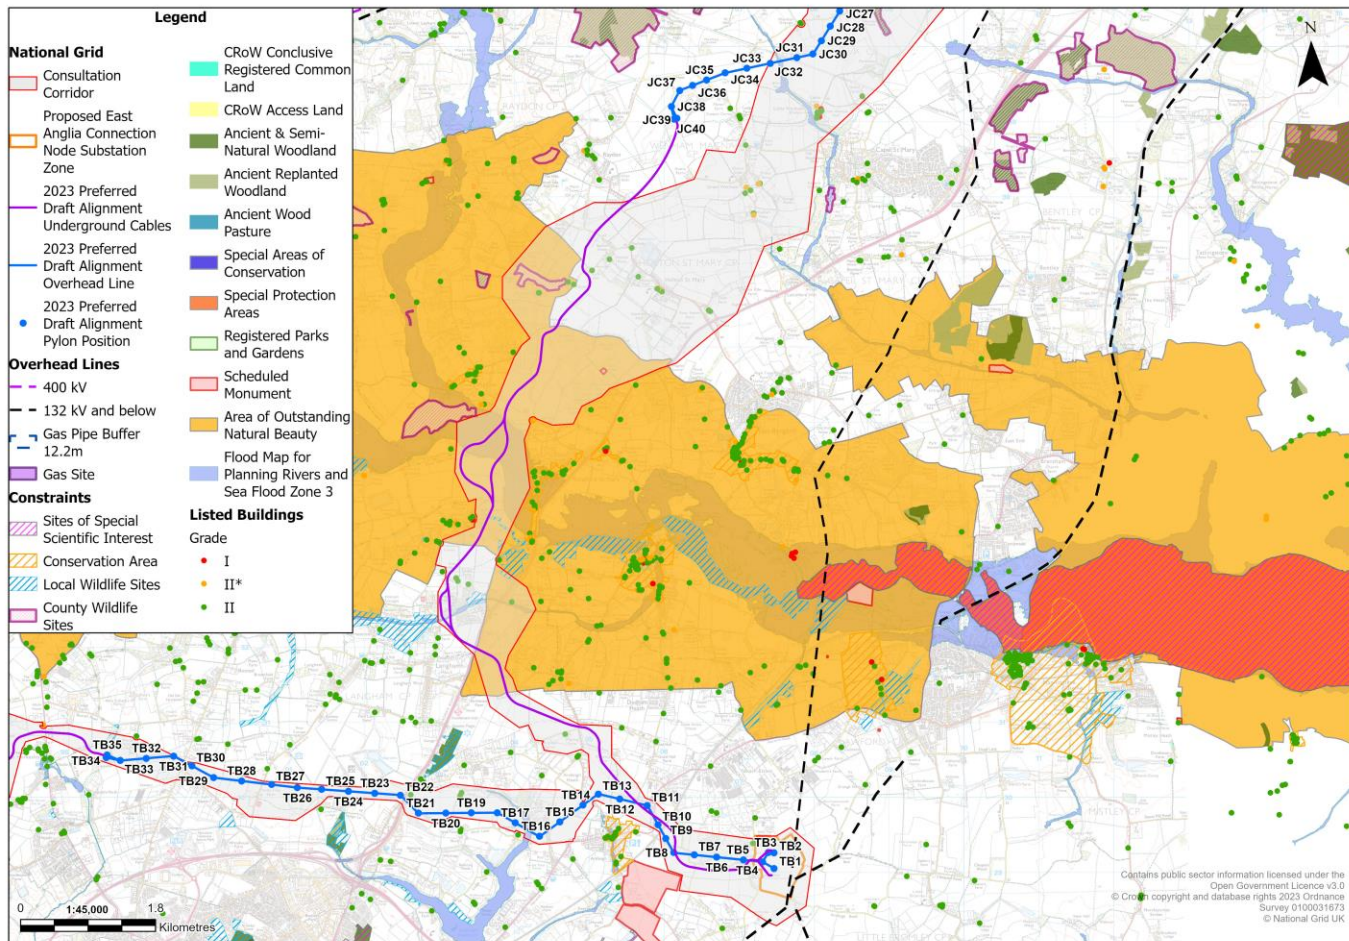 Legend
National Grid
Consultation
Corridor
Proposed East
Anglia Connection
Node Substation
Zone
2023 Preferred
Draft Alignment
Underground Cables
2023 Preferred
Draft Alignment
Overhead Line
2023 Preferred
Draft Alignment
Pylon Position
Overhead Lines
400 kV
132 kV and below
Gas Pipe Buffer
12.2m
Gas Site
Constraints
Sites of Special
Scientific Interest
Conservation Area
Local Wildlife Sites
County Wildlife
Sites
CRoW Conclusive
Registered Common
Land
CRoW Access Land
Ancient & Semi-
Natural Woodland
Ancient Replanted
Woodland
Ancient Wood
Pasture
Special Areas of
Conservation
Special Protection
Areas
Registered Parks
and Gardens
Scheduled
Monument
Area of Outstanding
Natural Beauty
Flood Map for
Planning Rivers and
Sea Flood Zone 3
Listed Buildings
Grade
I
II*
II
N
JC27
JC28
JC29
JC30
JC31
JC32
JC33
JC34
JC35
JC36
JC37
JC38
JC39
JC40
TB35
TB34
TB33
TB32
TB31
TB30
TB29
TB28
TB27
TB26
TB25
TB24
TB23
TB22
TB21
TB20
TB19
TB17
TB16
TB15
TB14
TB13
TB12
TB11
TB10
TB9
TB8
TB7
TB6
TB5
TB4
TB3
TB2
TB1
0 1:45,000 1.8
Kilometres
Contains public sector information licensed under the
Open Government Licence v3.0
© Crown copyright and database rights 2023 Ordnance
Survey 0100031673
© National Grid UK